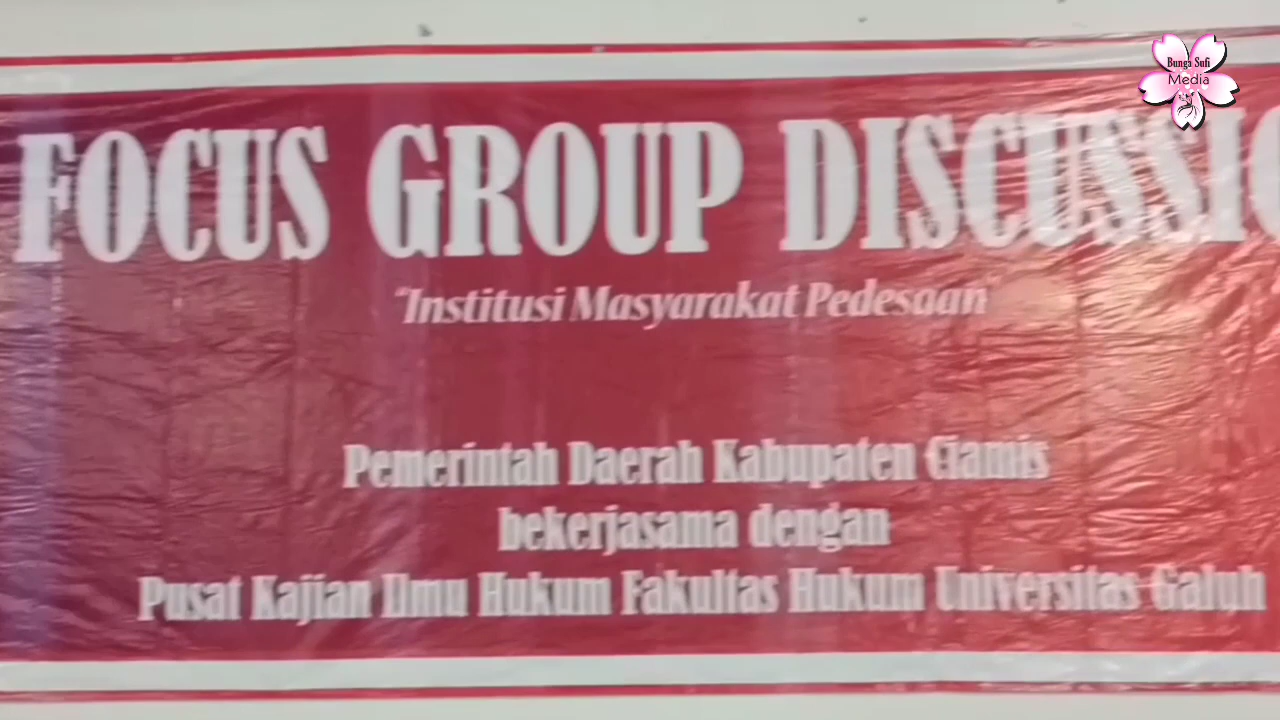 Bunga Sufi
Media
FOCUS GROUP DISCUSSIO
"Institusi Masyarakat Pedesaan
Pemerintah Daerah Kabupaten Ciamis
bekerjasama dengan
Pusat Kajian Ilmu Hukum Fakultas Hukum Universitas Galuh